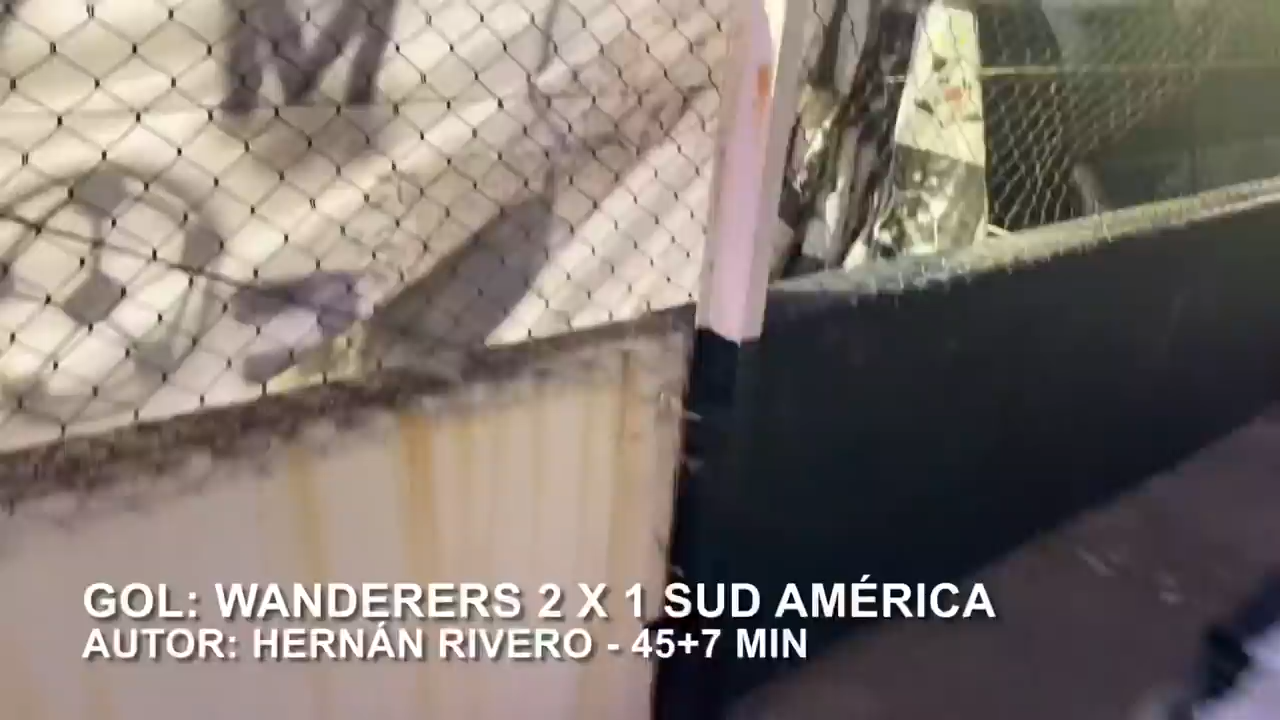 M
GOL: WANDERERS 2 X 1 SUD AMÉRICA
AUTOR: HERNÁN RIVERO - 45+7 MIN